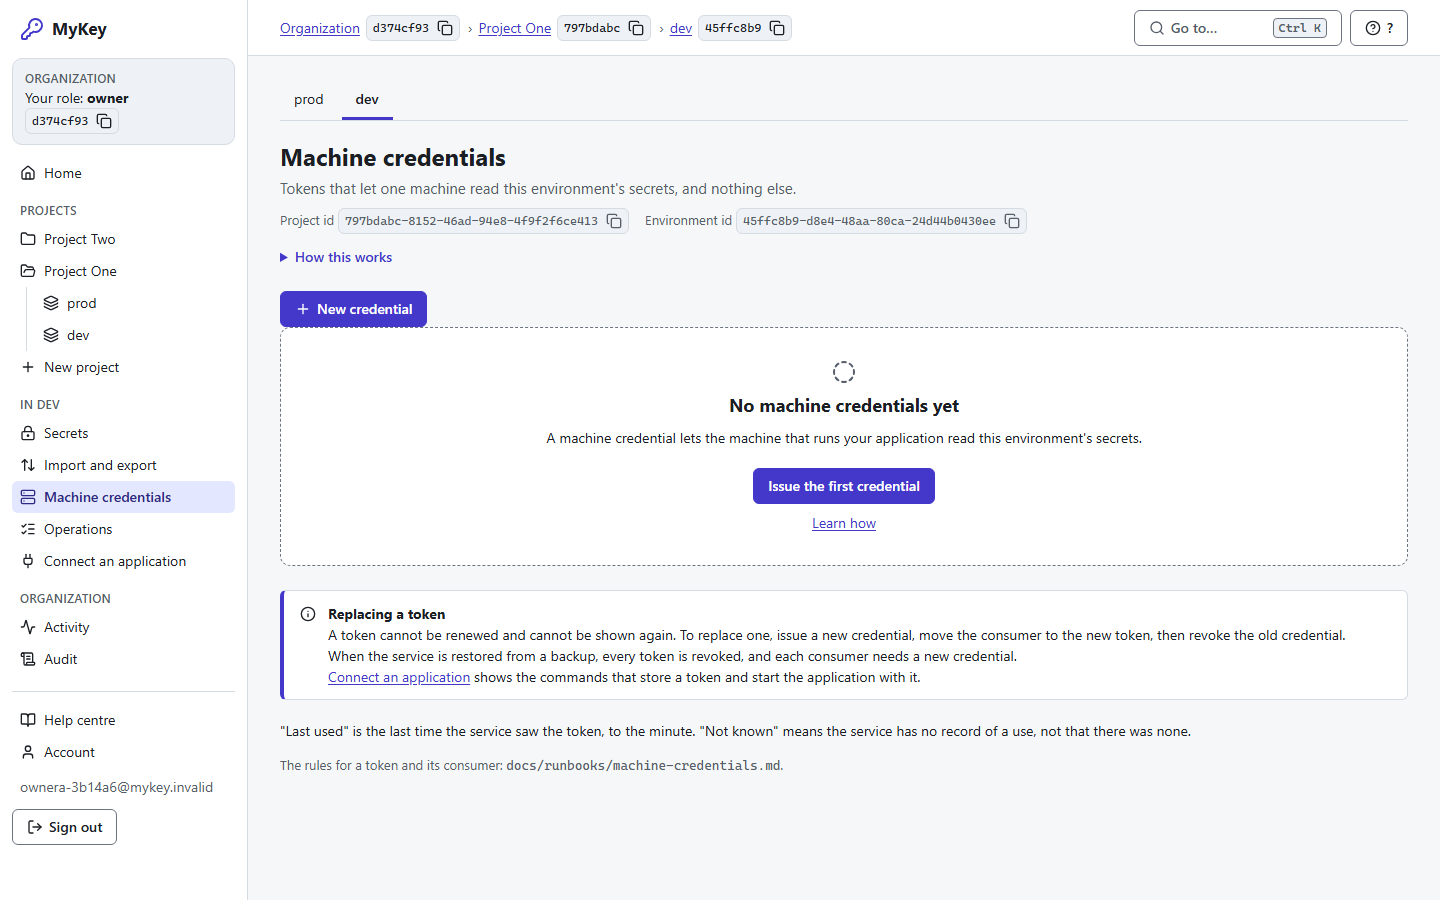 MyKey
ORGANIZATION
Your role: owner
d374cf93
Home
PROJECTS
Project Two
Project One
prod
dev
New project
IN DEV
Secrets
Import and export
Machine credentials
Operations
Connect an application
ORGANIZATION
Activity
Audit
Help centre
Account
ownera-3b14a6@mykey.invalid
Sign out
Organization d374cf93 › Project One 797bdabc › dev 45ffc8b9
Go to... Ctrl K
?
prod dev
Machine credentials
Tokens that let one machine read this environment's secrets, and nothing else.
Project id 797bdabc-8152-46ad-94e8-4f9f2f6ce413 Environment id 45ffc8b9-d8e4-48aa-80ca-24d44b0430ee
How this works
New credential
No machine credentials yet
A machine credential lets the machine that runs your application read this environment's secrets.
Issue the first credential
Learn how
Replacing a token
A token cannot be renewed and cannot be shown again. To replace one, issue a new credential, move the consumer to the new token, then revoke the old credential.
When the service is restored from a backup, every token is revoked, and each consumer needs a new credential.
Connect an application shows the commands that store a token and start the application with it.
"Last used" is the last time the service saw the token, to the minute. "Not known" means the service has no record of a use, not that there was none.
The rules for a token and its consumer: docs/runbooks/machine-credentials.md.